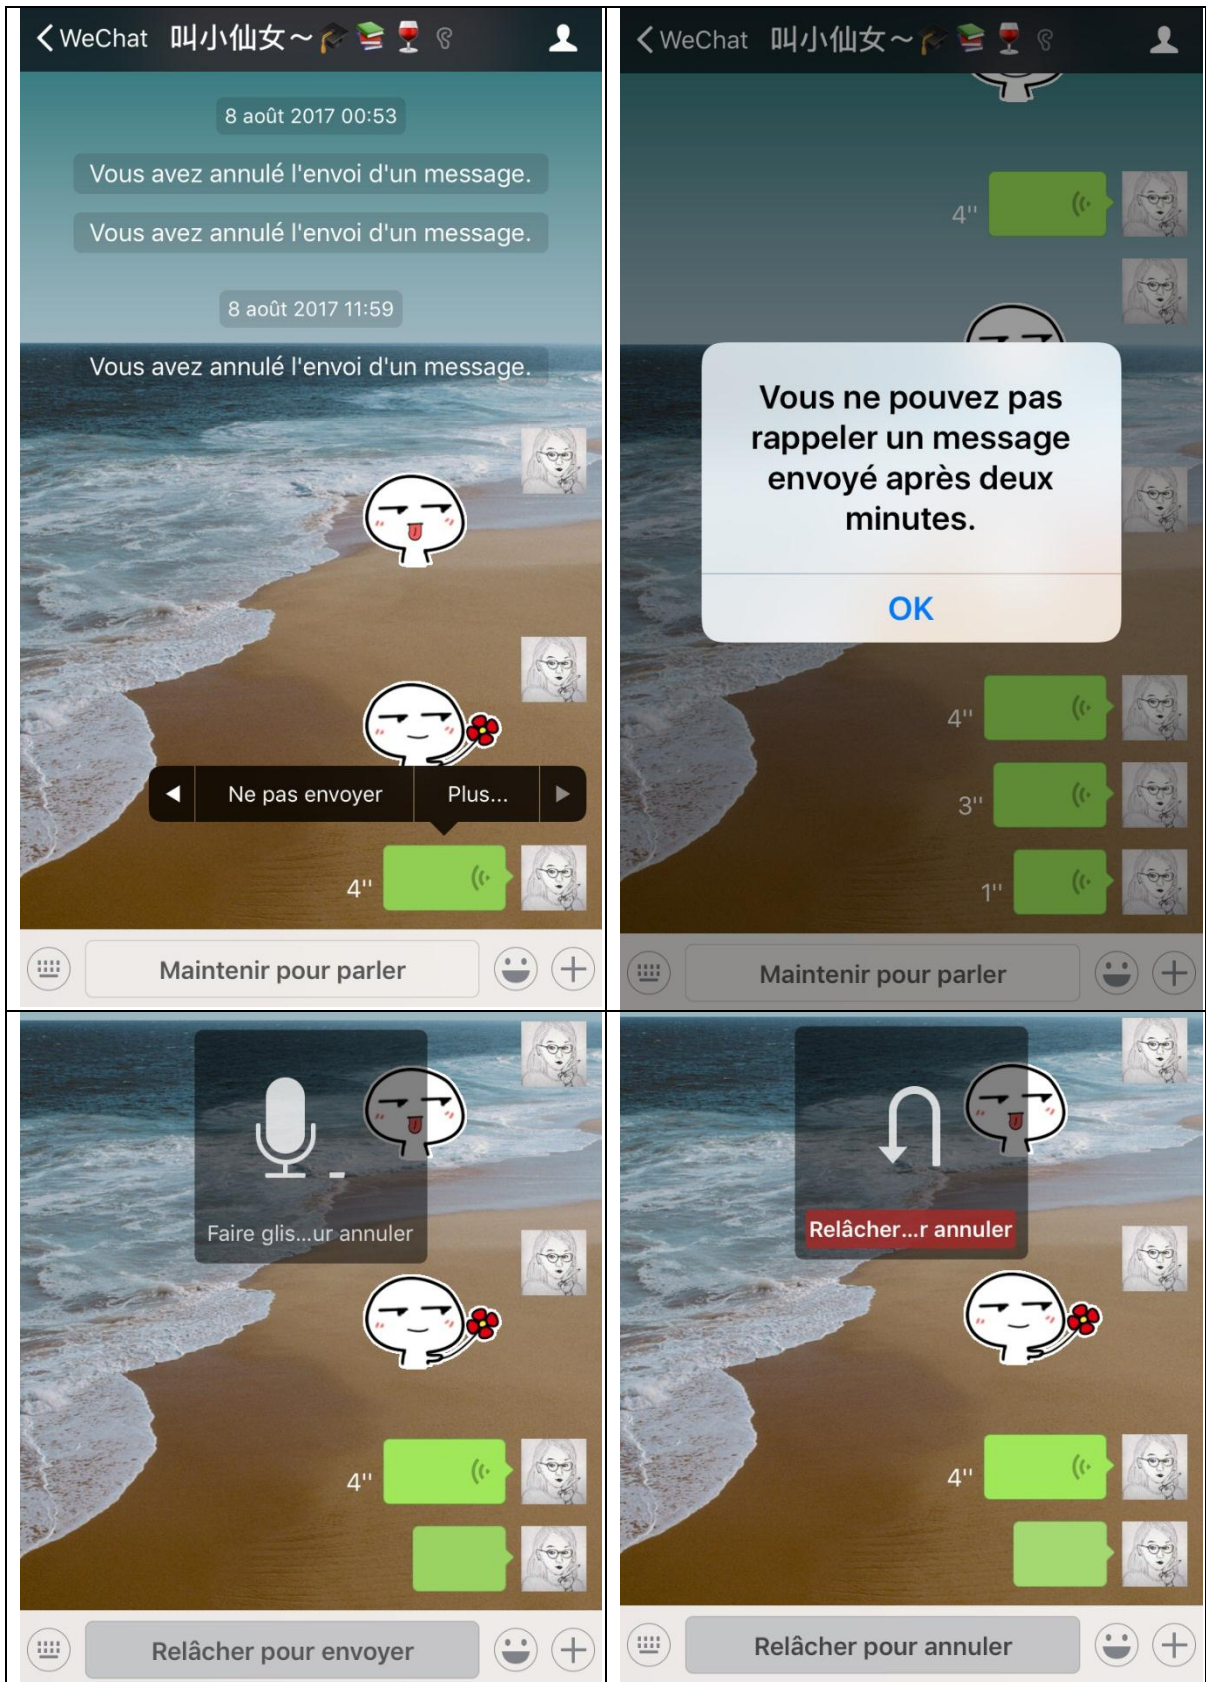 WeChat 叫小仙女～🎓📚🍷👂
8 août 2017 00:53
Vous avez annulé l'envoi d'un message.
Vous avez annulé l'envoi d'un message.
8 août 2017 11:59
Vous avez annulé l'envoi d'un message.
Ne pas envoyer Plus...
4''
Maintenir pour parler
WeChat 叫小仙女～🎓📚🍷👂
4''
Vous ne pouvez pas
rappeler un message
envoyé après deux
minutes.
OK
4''
3''
1''
Maintenir pour parler
Faire glis...ur annuler
4''
Relâcher pour envoyer
Relâcher...r annuler
4''
Relâcher pour annuler